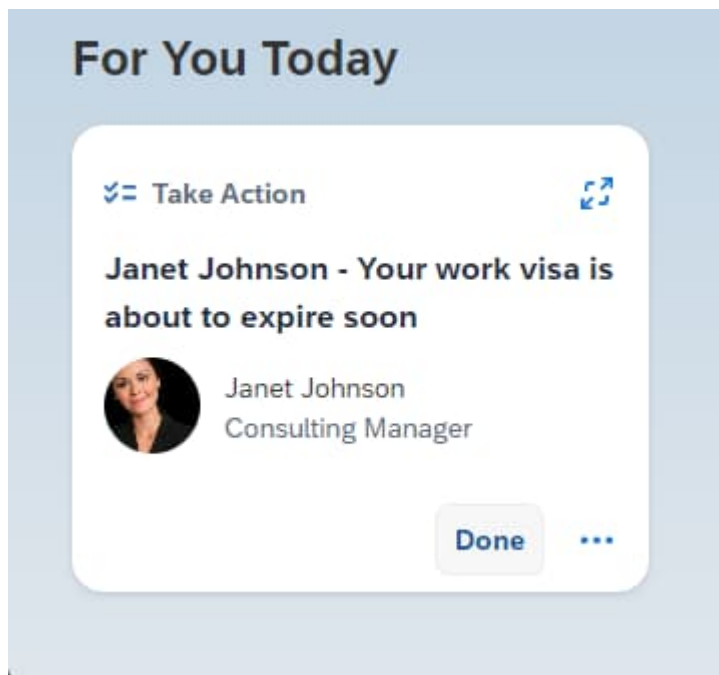 For You Today
Take Action
Janet Johnson - Your work visa is
about to expire soon
Janet Johnson
Consulting Manager
Done